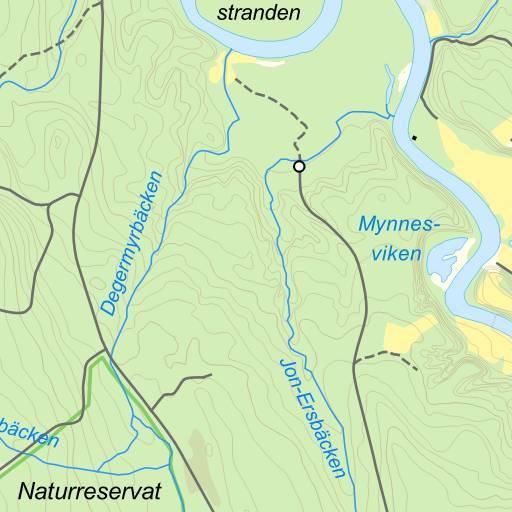 stranden
Degermyrbäcken
Mynnes-
viken
Jon-Ersbäcken
bäcken
Naturreservat